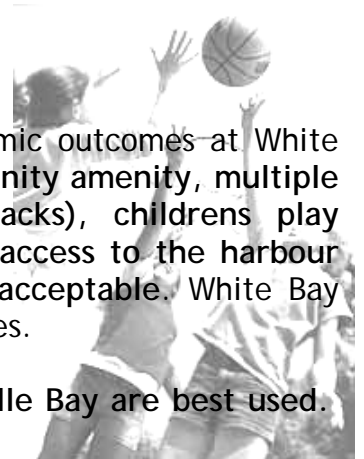 mic outcomes at White
nity amenity, multiple
acks), childrens play
access to the harbour
acceptable. White Bay
es.
lle Bay are best used.